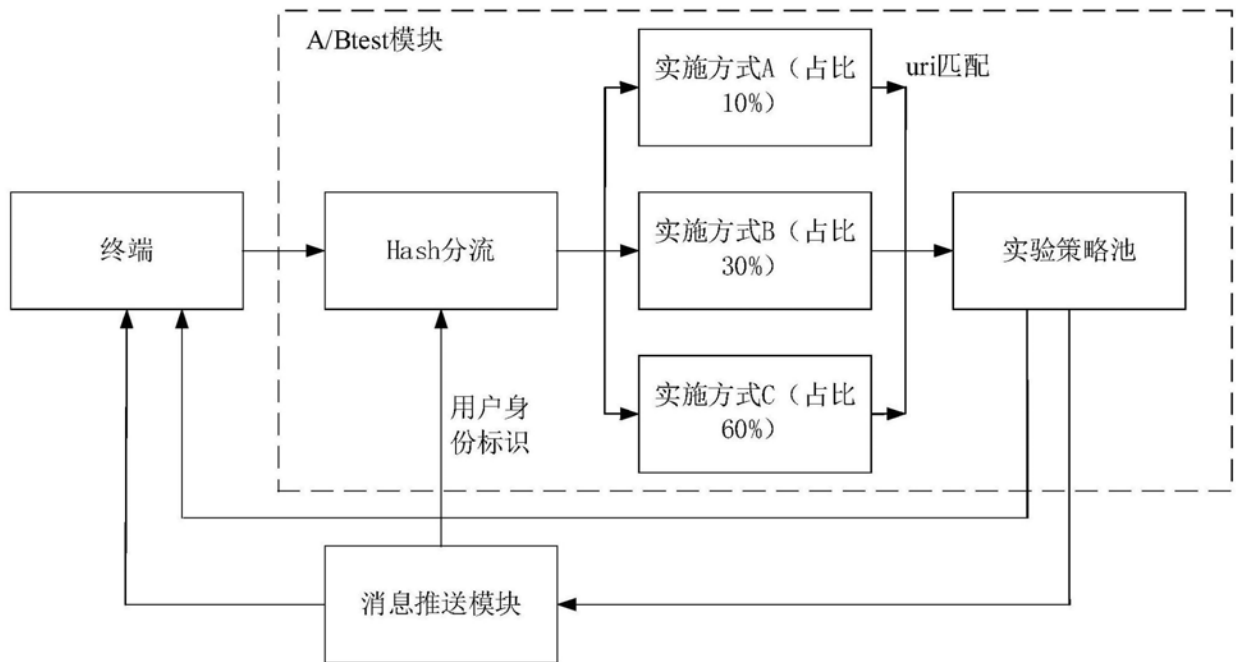 A/Btest模块
实施方式A（占比
10%）
uri匹配
终端
Hash分流
实施方式B（占比
30%）
实验策略池
实施方式C（占比
60%）
用户身
份标识
消息推送模块